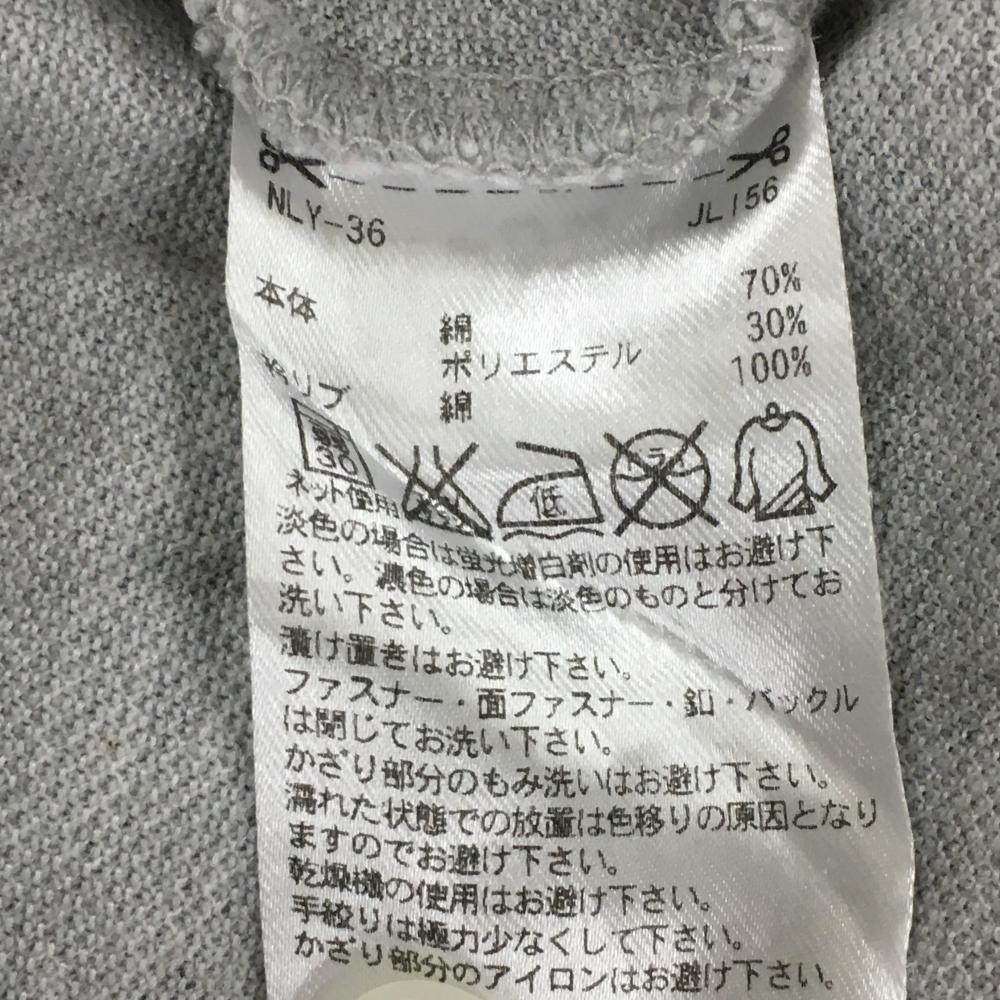 NLY-36 JL156
本体 綿 70%
ポリエステル 30%
衿リブ 綿 100%
弱
30
ネット使用
低
淡色の場合は蛍光増白剤の使用はお避け下
さい。濃色の場合は淡色のものと分けてお
洗い下さい。
漬け置きはお避け下さい。
ファスナー・面ファスナー・釦・バックル
は閉じてお洗い下さい。
かざり部分のもみ洗いはお避け下さい。
濡れた状態での放置は色移りの原因となり
ますのでお避け下さい。
乾燥機の使用はお避け下さい。
手絞りは極力少なくして下さい。
かざり部分のアイロンはお避け下さい。